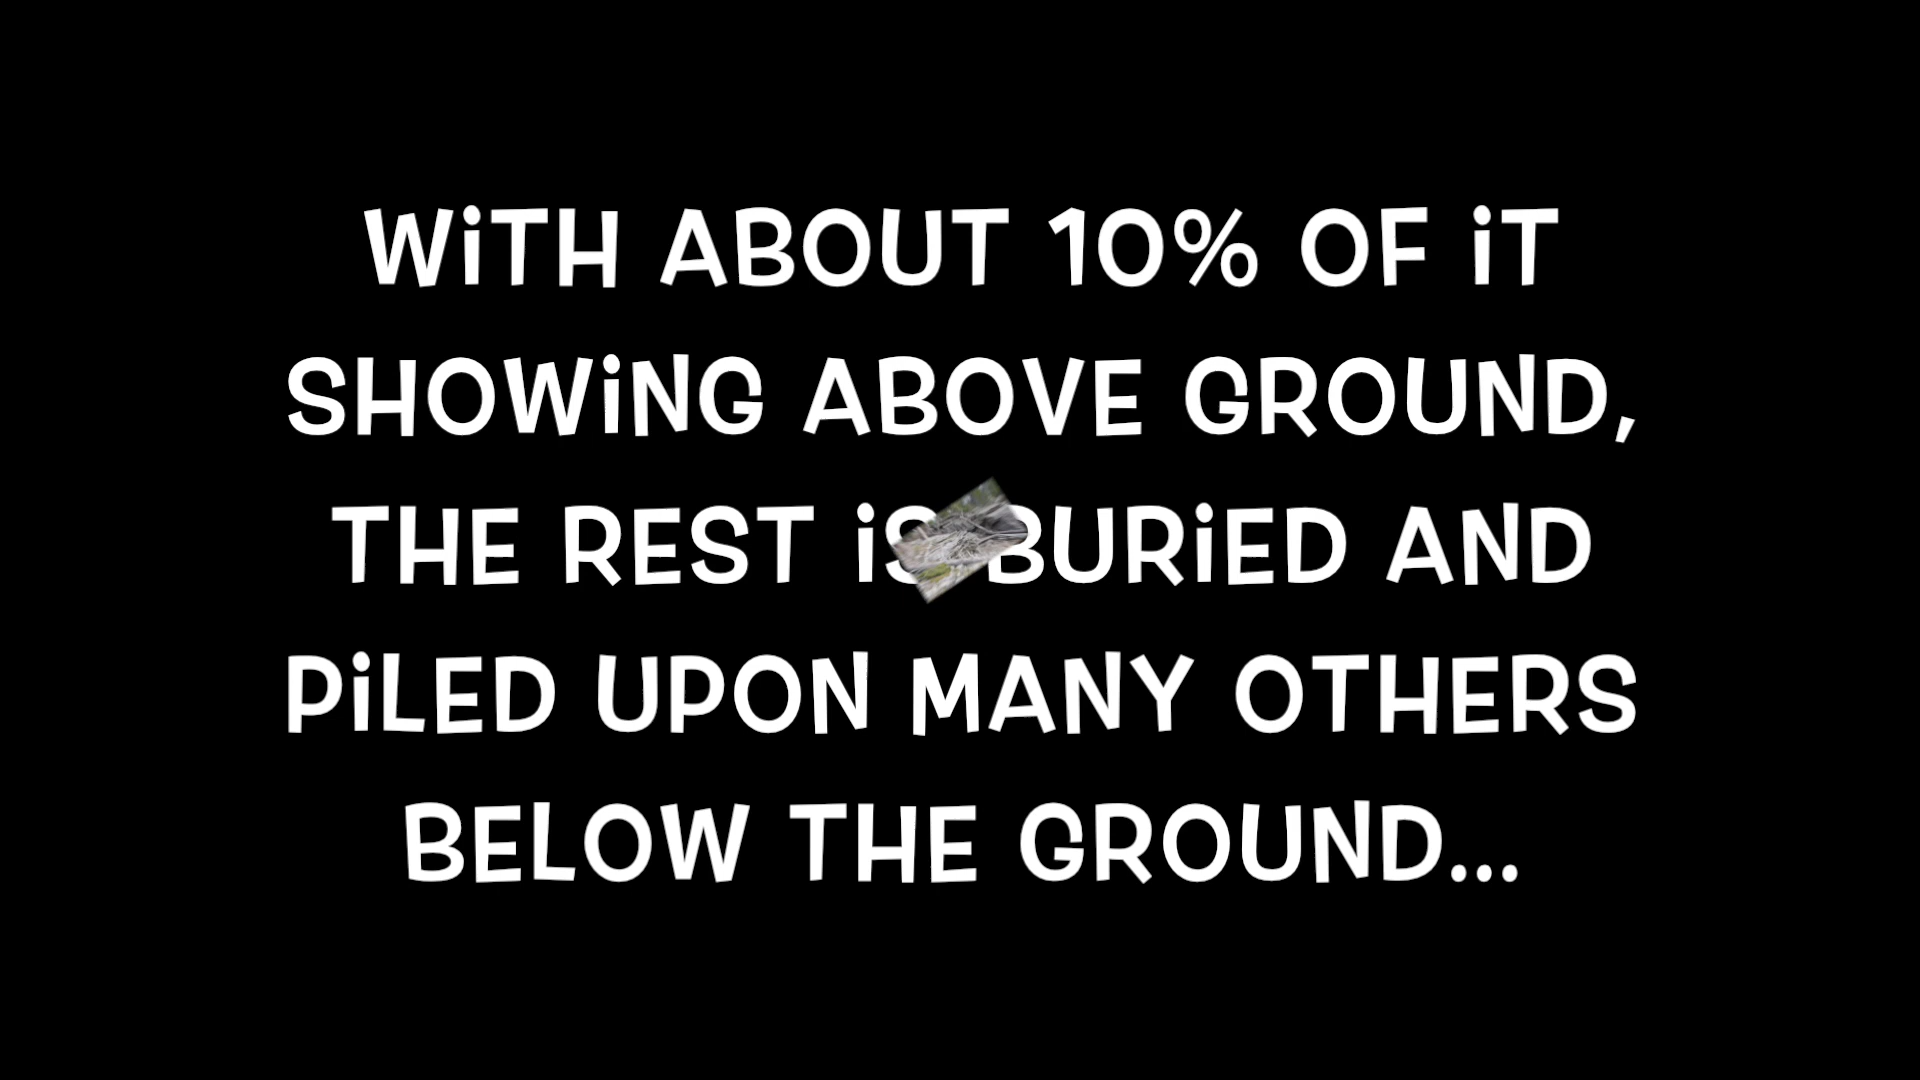 WiTH ABOUT 10% OF iT
SHOWiNG ABOVE GROUND,
THE REST iS BURiED AND
PiLED UPON MANY OTHERS
BELOW THE GROUND...